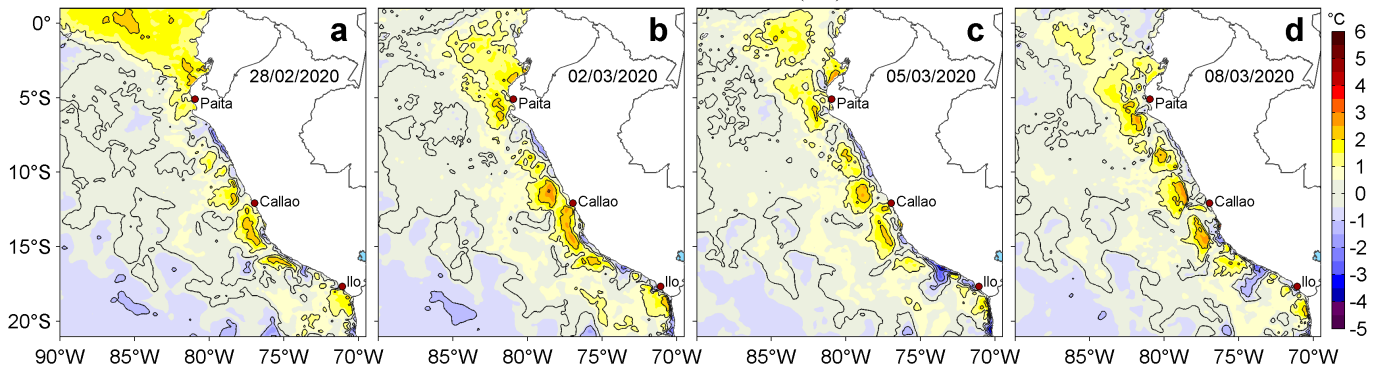 a b c d °C
28/02/2020 02/03/2020 05/03/2020 08/03/2020
Paita Paita Paita Paita
Callao Callao Callao Callao
Ilo Ilo Ilo Ilo
0°
5°S
10°S
15°S
20°S
90°W 85°W 80°W 75°W 70°W 85°W 80°W 75°W 70°W 85°W 80°W 75°W 70°W 85°W 80°W 75°W 70°W
6
5
4
3
2
1
0
-1
-2
-3
-4
-5